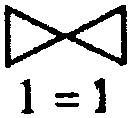 1 = 1